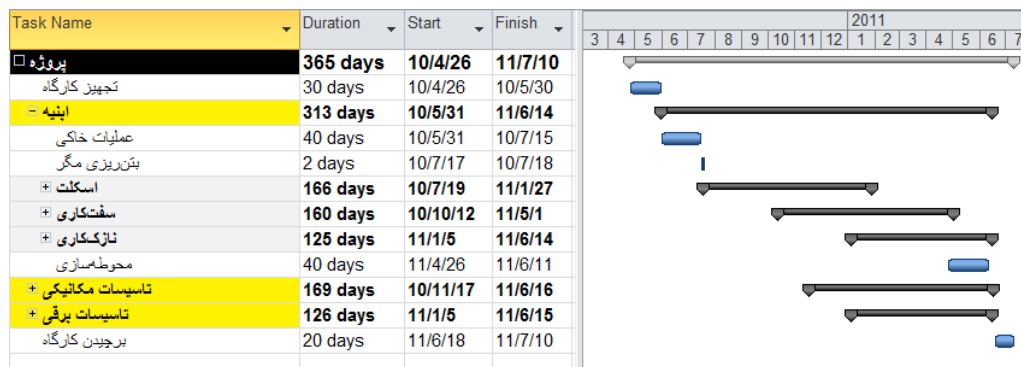 Task Name Duration Start Finish 2011
3 4 5 6 7 8 9 10 11 12 1 2 3 4 5 6 7
پروژه 365 days 10/4/26 11/7/10
تجهیز کارگاه 30 days 10/4/26 10/5/30
ابنیه 313 days 10/5/31 11/6/14
عملیات خاکی 40 days 10/5/31 10/7/15
بتن‌ریزی مگر 2 days 10/7/17 10/7/18
اسکلت 166 days 10/7/19 11/1/27
سفت‌کاری 160 days 10/10/12 11/5/1
نازک‌کاری 125 days 11/1/5 11/6/14
محوطه‌سازی 40 days 11/4/26 11/6/11
تاسیسات مکانیکی 169 days 10/11/17 11/6/16
تاسیسات برقی 126 days 11/1/5 11/6/15
برچیدن کارگاه 20 days 11/6/18 11/7/10